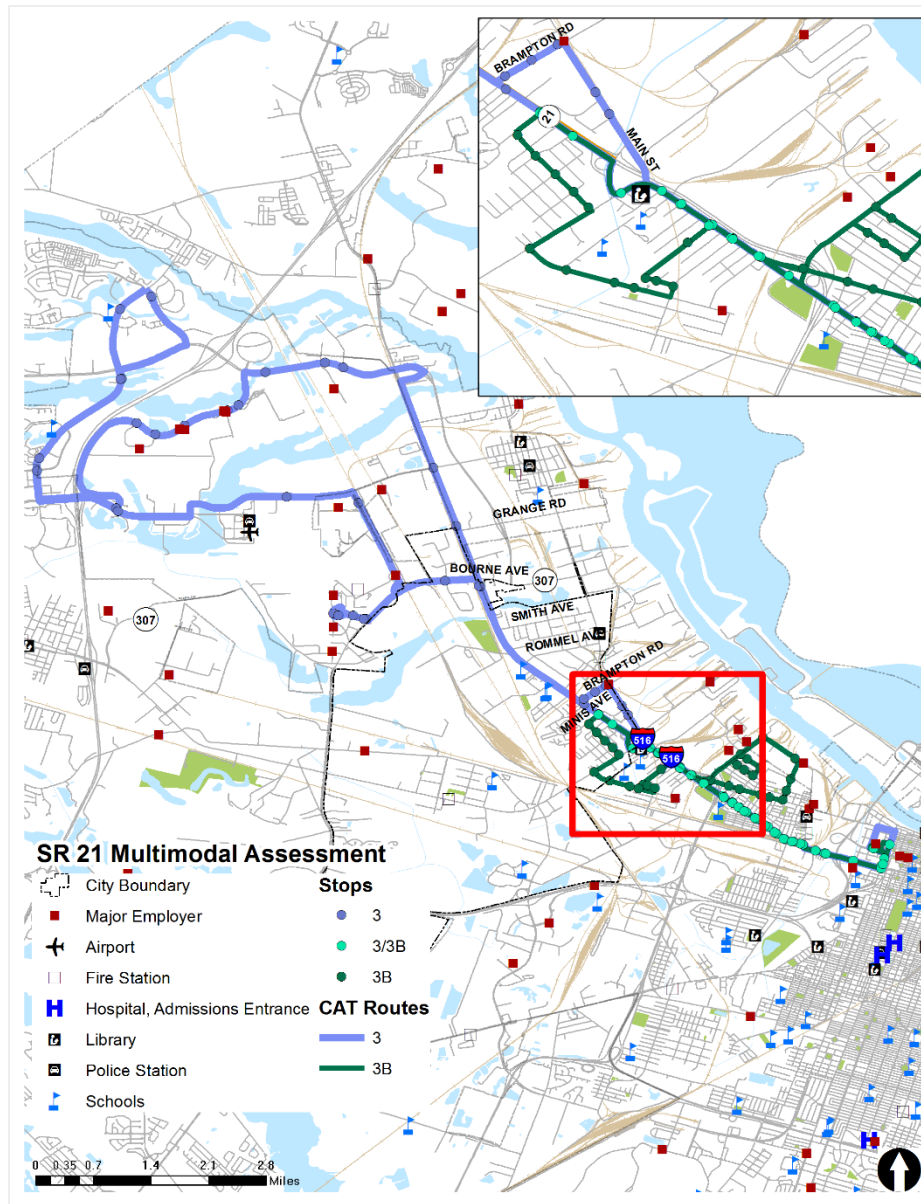 BRAMPTON RD
21
MAIN ST
GRANGE RD
BOURNE AVE
307
SMITH AVE
307
ROMMEL AVE
BRAMPTON RD
MINIS AVE
516
516
SR 21 Multimodal Assessment
City Boundary
Major Employer
Airport
Fire Station
Hospital, Admissions Entrance
Library
Police Station
Schools
Stops
3
3/3B
3B
CAT Routes
3
3B
H
H
H
H
0 0.35 0.7 1.4 2.1 2.8
Miles